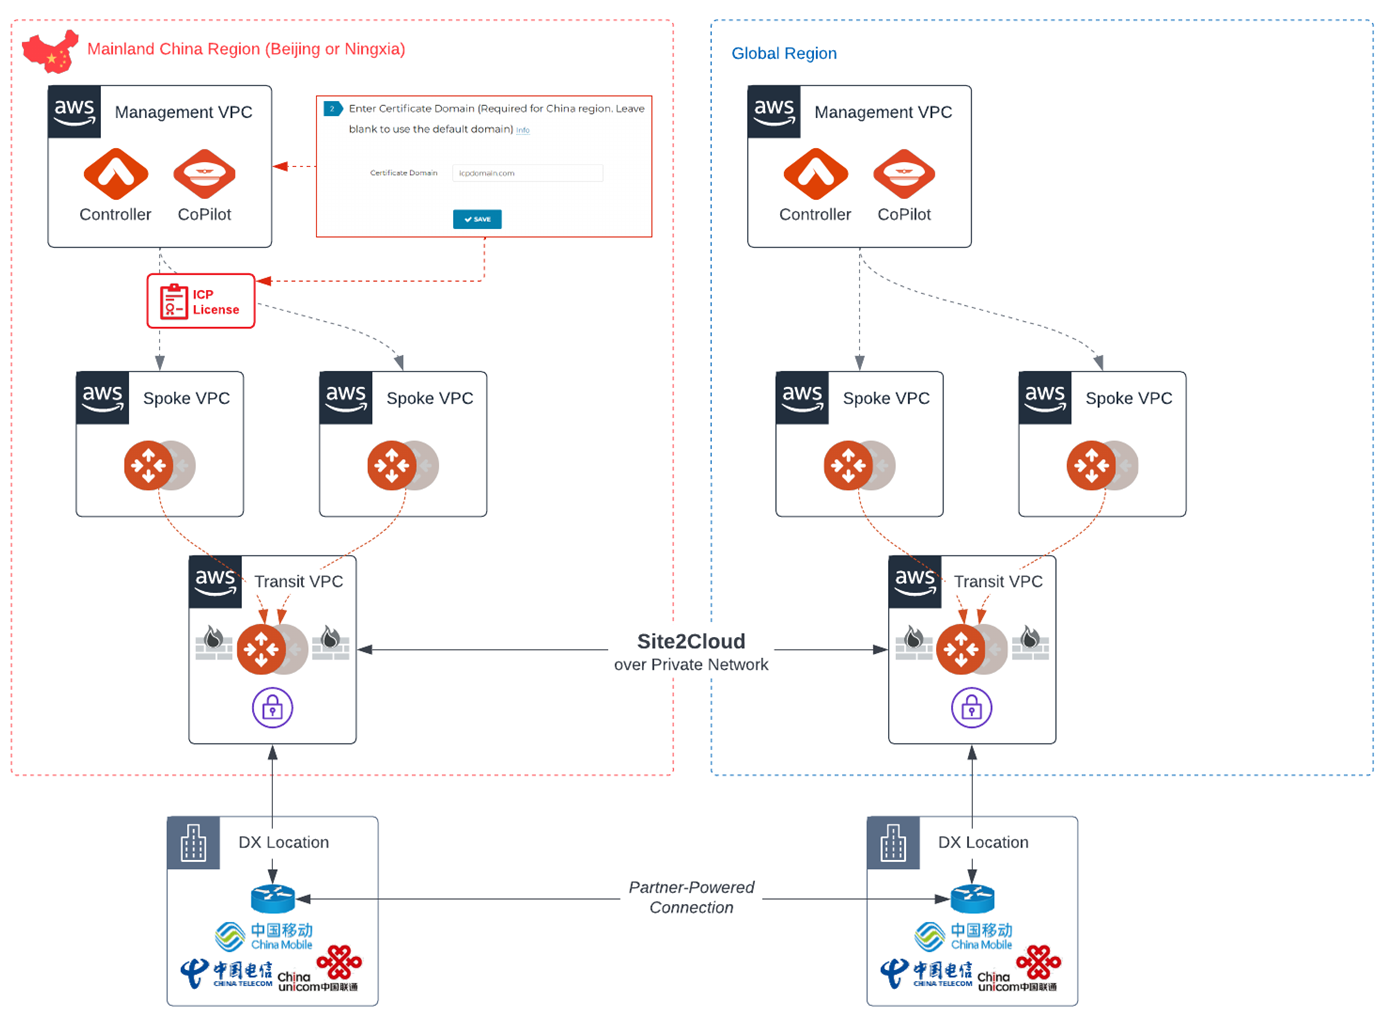 Mainland China Region (Beijing or Ningxia)
aws
Management VPC
Controller
CoPilot
2
Enter Certificate Domain (Required for China region. Leave
blank to use the default domain) Info
Certificate Domain
icpdomain.com
SAVE
ICP
License
aws
Spoke VPC
aws
Spoke VPC
aws
Transit VPC
Global Region
aws
Management VPC
Controller
CoPilot
aws
Spoke VPC
aws
Spoke VPC
aws
Transit VPC
Site2Cloud
over Private Network
DX Location
中国移动
China Mobile
中国电信
CHINA TELECOM
China
unicom中国联通
Partner-Powered
Connection
DX Location
中国移动
China Mobile
中国电信
CHINA TELECOM
China
unicom中国联通